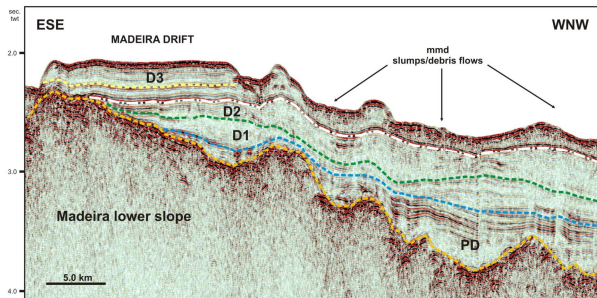 sec.
twt
ESE
WNW
MADEIRA DRIFT
mmd
slumps/debris flows
2.0
D3
D2
D1
3.0
Madeira lower slope
PD
5.0 km
4.0